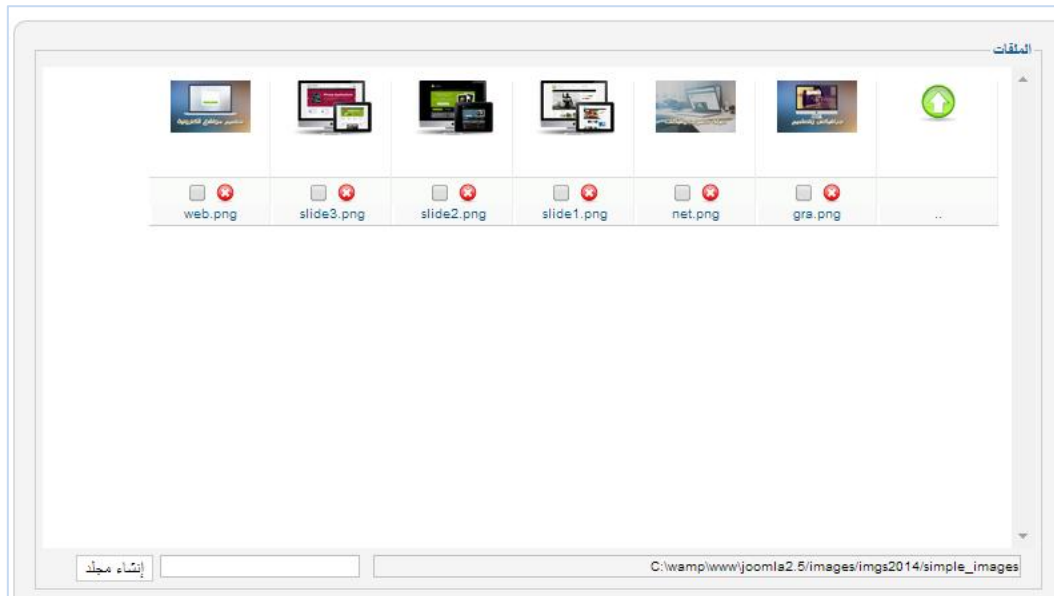 الملفات
.. gra.png net.png slide1.png slide2.png slide3.png web.png
C:\wamp\www\joomla2.5/images/imgs2014/simple_images إنشاء مجلد